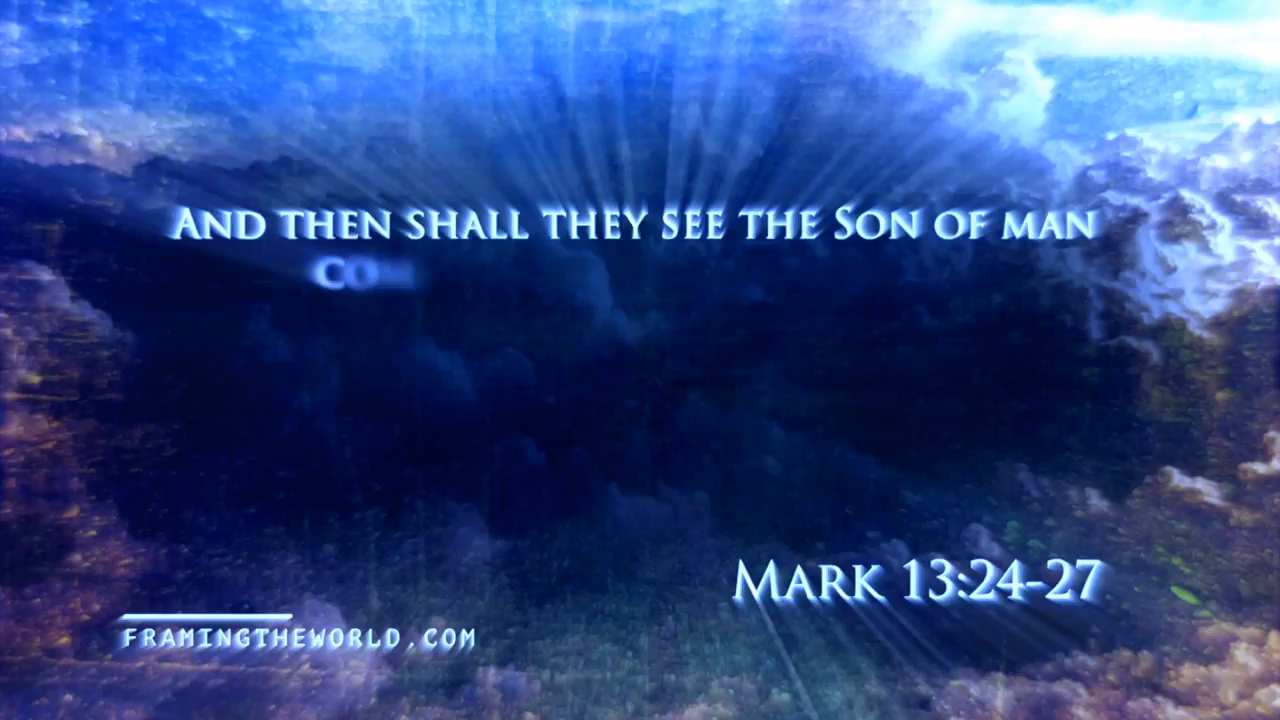 And then shall they see the Son of man
Mark 13:24-27
FRAMINGTHEWORLD.COM